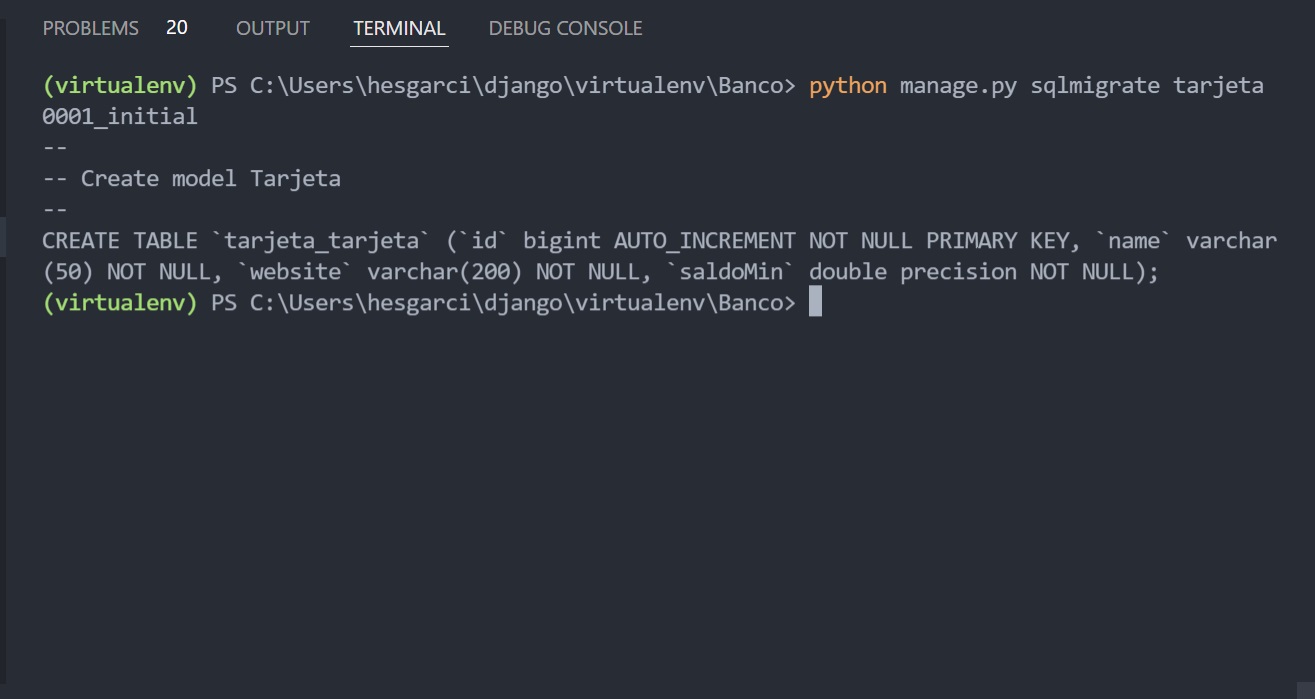 PROBLEMS 20 OUTPUT TERMINAL DEBUG CONSOLE
(virtualenv) PS C:\Users\hesgarci\django\virtualenv\Banco> python manage.py sqlmigrate tarjeta
0001_initial
--
-- Create model Tarjeta
--
CREATE TABLE `tarjeta_tarjeta` (`id` bigint AUTO_INCREMENT NOT NULL PRIMARY KEY, `name` varchar
(50) NOT NULL, `website` varchar(200) NOT NULL, `saldoMin` double precision NOT NULL);
(virtualenv) PS C:\Users\hesgarci\django\virtualenv\Banco>